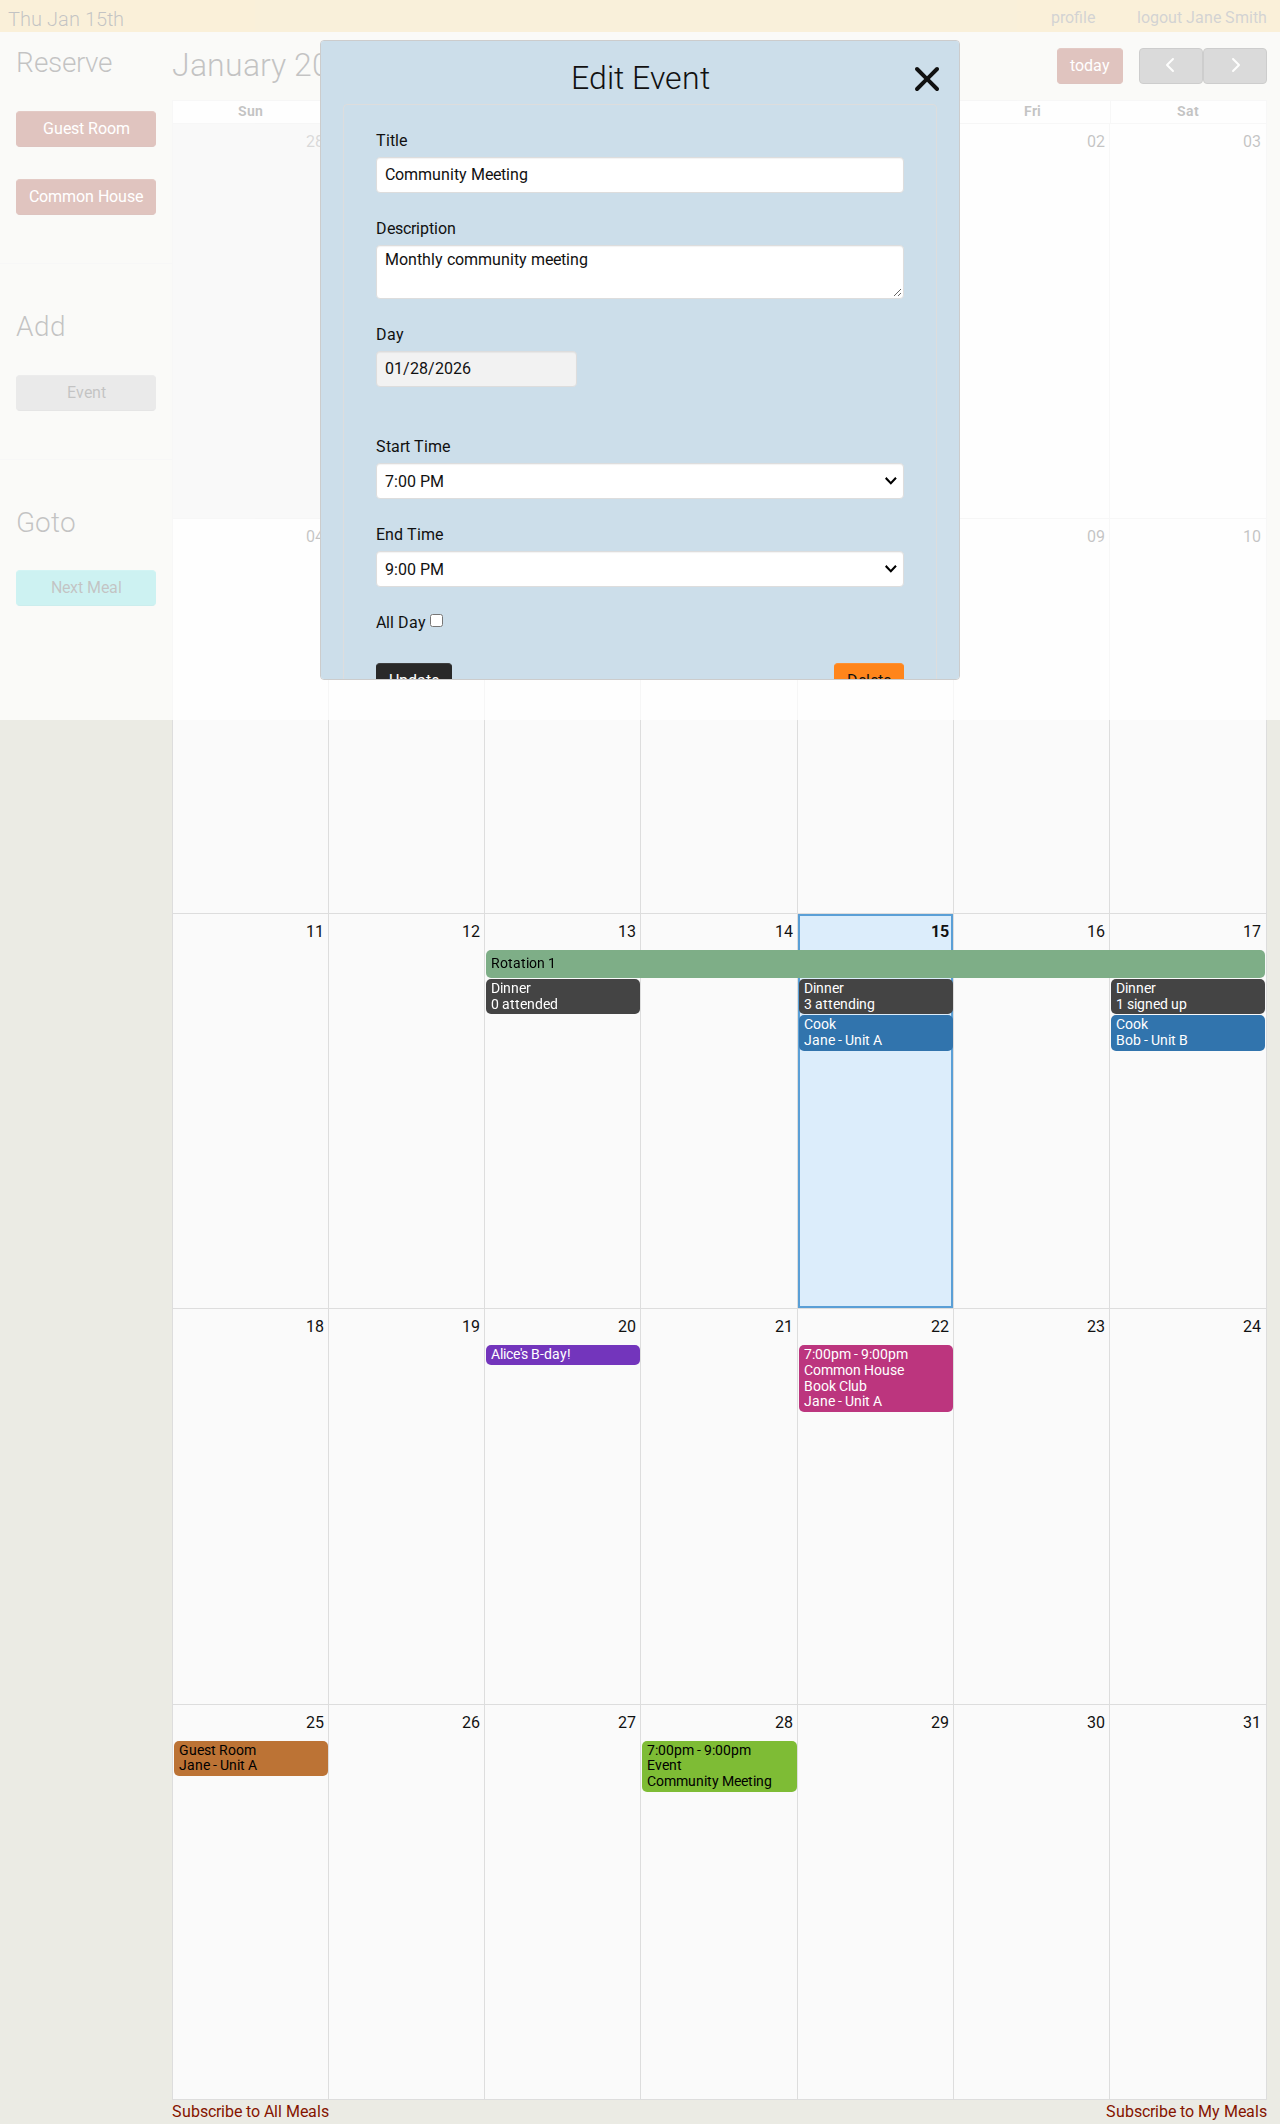 Thu Jan 15th
profile
logout Jane Smith
Reserve
Guest Room
Common House
Add
Event
Goto
Next Meal
January 20
today
Sun
Fri
Sat
28
02
03
04
09
10
Edit Event
Title
Community Meeting
Description
Monthly community meeting
Day
01/28/2026
Start Time
7:00 PM
End Time
9:00 PM
All Day
Update
Delete
11
12
13
14
15
16
17
Rotation 1
Dinner
0 attended
Dinner
3 attending
Cook
Jane - Unit A
Dinner
1 signed up
Cook
Bob - Unit B
18
19
20
21
22
23
24
Alice's B-day!
7:00pm - 9:00pm
Common House
Book Club
Jane - Unit A
25
26
27
28
29
30
31
Guest Room
Jane - Unit A
7:00pm - 9:00pm
Event
Community Meeting
Subscribe to All Meals
Subscribe to My Meals